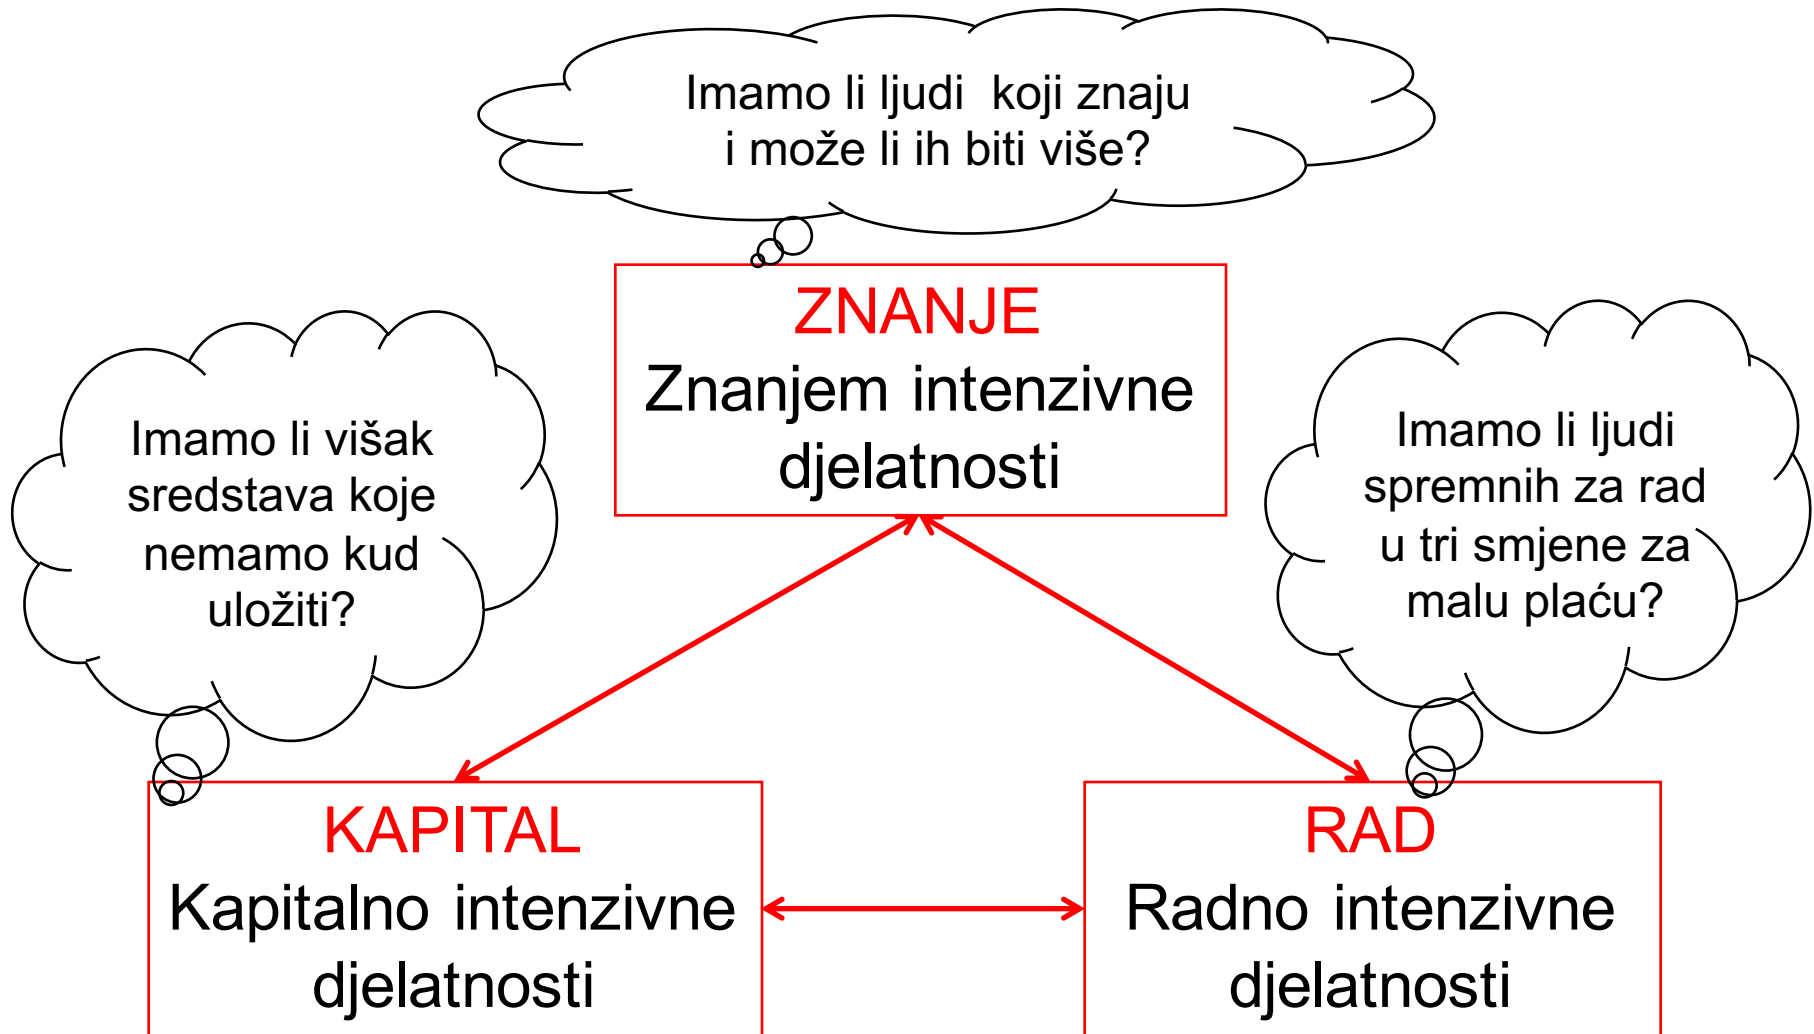 Imamo li ljudi koji znaju
i može li ih biti više?
ZNANJE
Znanjem intenzivne
djelatnosti
Imamo li višak
sredstava koje
nemamo kud
uložiti?
Imamo li ljudi
spremnih za rad
u tri smjene za
malu plaću?
KAPITAL
Kapitalno intenzivne
djelatnosti
RAD
Radno intenzivne
djelatnosti